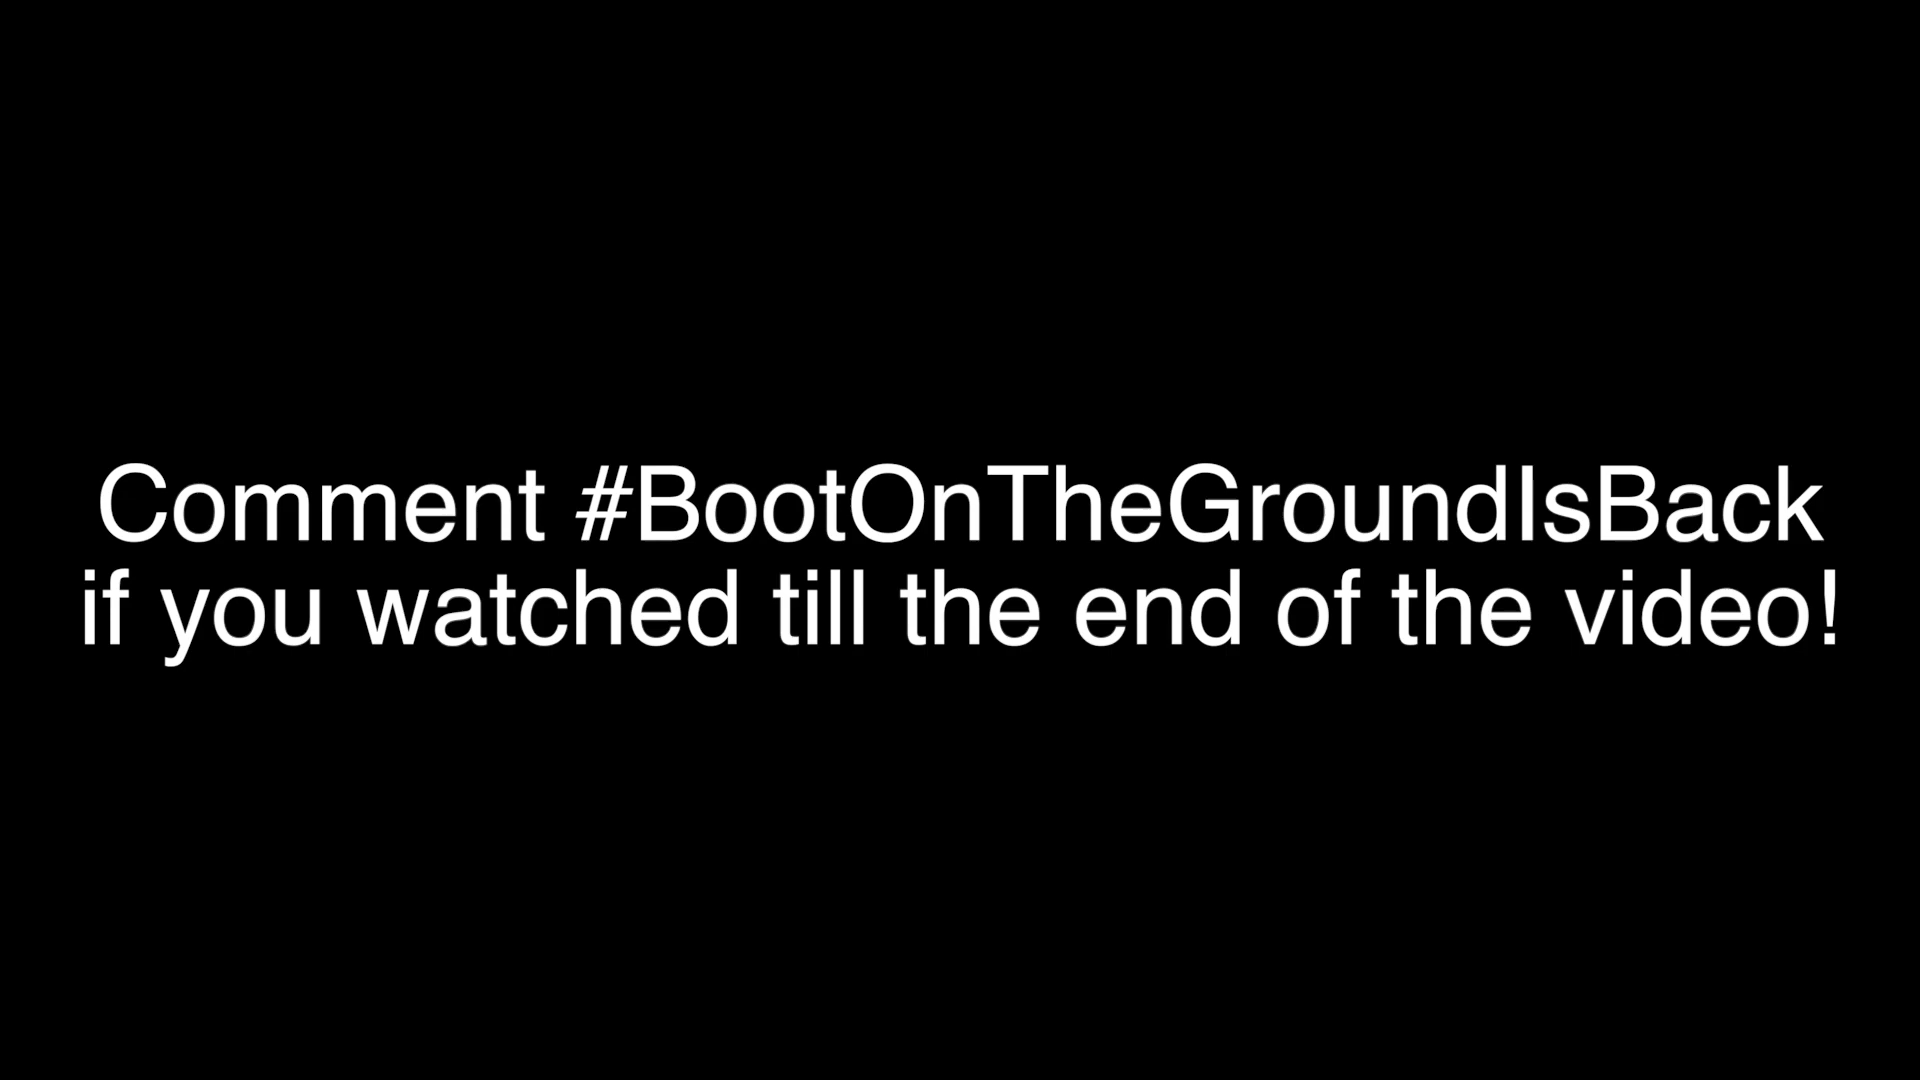 Comment #BootOnTheGroundIsBack
if you watched till the end of the video!